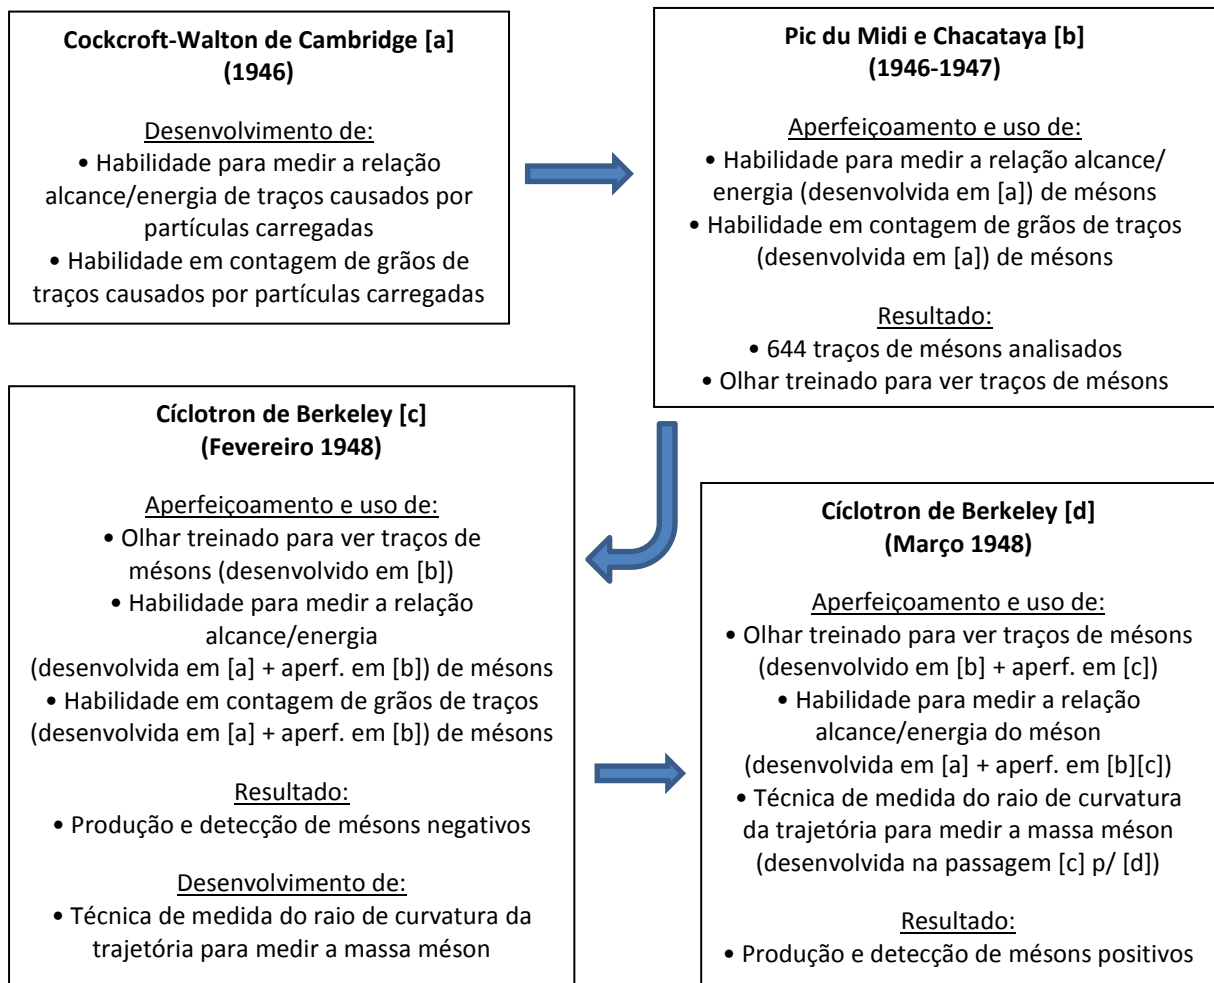 Cockcroft-Walton de Cambridge [a]
(1946)
Desenvolvimento de:
• Habilidade para medir a relação
alcance/energia de traços causados por
partículas carregadas
• Habilidade em contagem de grãos de
traços causados por partículas carregadas
Pic du Midi e Chacataya [b]
(1946-1947)
Aperfeiçoamento e uso de:
• Habilidade para medir a relação alcance/
energia (desenvolvida em [a]) de mésons
• Habilidade em contagem de grãos de traços
(desenvolvida em [a]) de mésons
Resultado:
• 644 traços de mésons analisados
• Olhar treinado para ver traços de mésons
Cíclotron de Berkeley [c]
(Fevereiro 1948)
Aperfeiçoamento e uso de:
• Olhar treinado para ver traços de
mésons (desenvolvido em [b])
• Habilidade para medir a relação
alcance/energia
(desenvolvida em [a] + aperf. em [b]) de mésons
• Habilidade em contagem de grãos de traços
(desenvolvida em [a] + aperf. em [b]) de mésons
Resultado:
• Produção e detecção de mésons negativos
Desenvolvimento de:
• Técnica de medida do raio de curvatura da
trajetória para medir a massa méson
Cíclotron de Berkeley [d]
(Março 1948)
Aperfeiçoamento e uso de:
• Olhar treinado para ver traços de mésons
(desenvolvido em [b] + aperf. em [c])
• Habilidade para medir a relação
alcance/energia do méson
(desenvolvida em [a] + aperf. em [b][c])
• Técnica de medida do raio de curvatura
da trajetória para medir a massa méson
(desenvolvida na passagem [c] p/ [d])
Resultado:
• Produção e detecção de mésons positivos